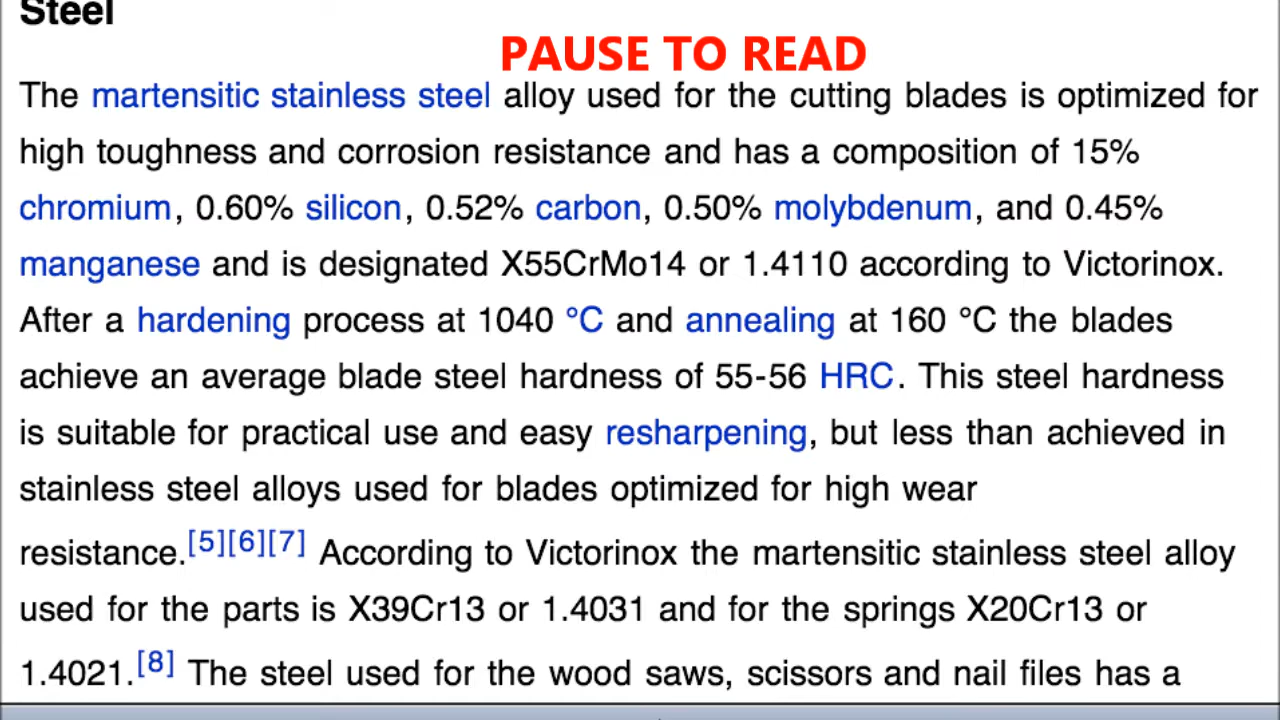 Steel
PAUSE TO READ
The martensitic stainless steel alloy used for the cutting blades is optimized for
high toughness and corrosion resistance and has a composition of 15%
chromium, 0.60% silicon, 0.52% carbon, 0.50% molybdenum, and 0.45%
manganese and is designated X55CrMo14 or 1.4110 according to Victorinox.
After a hardening process at 1040 °C and annealing at 160 °C the blades
achieve an average blade steel hardness of 55-56 HRC. This steel hardness
is suitable for practical use and easy resharpening, but less than achieved in
stainless steel alloys used for blades optimized for high wear
resistance.[5][6][7] According to Victorinox the martensitic stainless steel alloy
used for the parts is X39Cr13 or 1.4031 and for the springs X20Cr13 or
1.4021.[8] The steel used for the wood saws, scissors and nail files has a